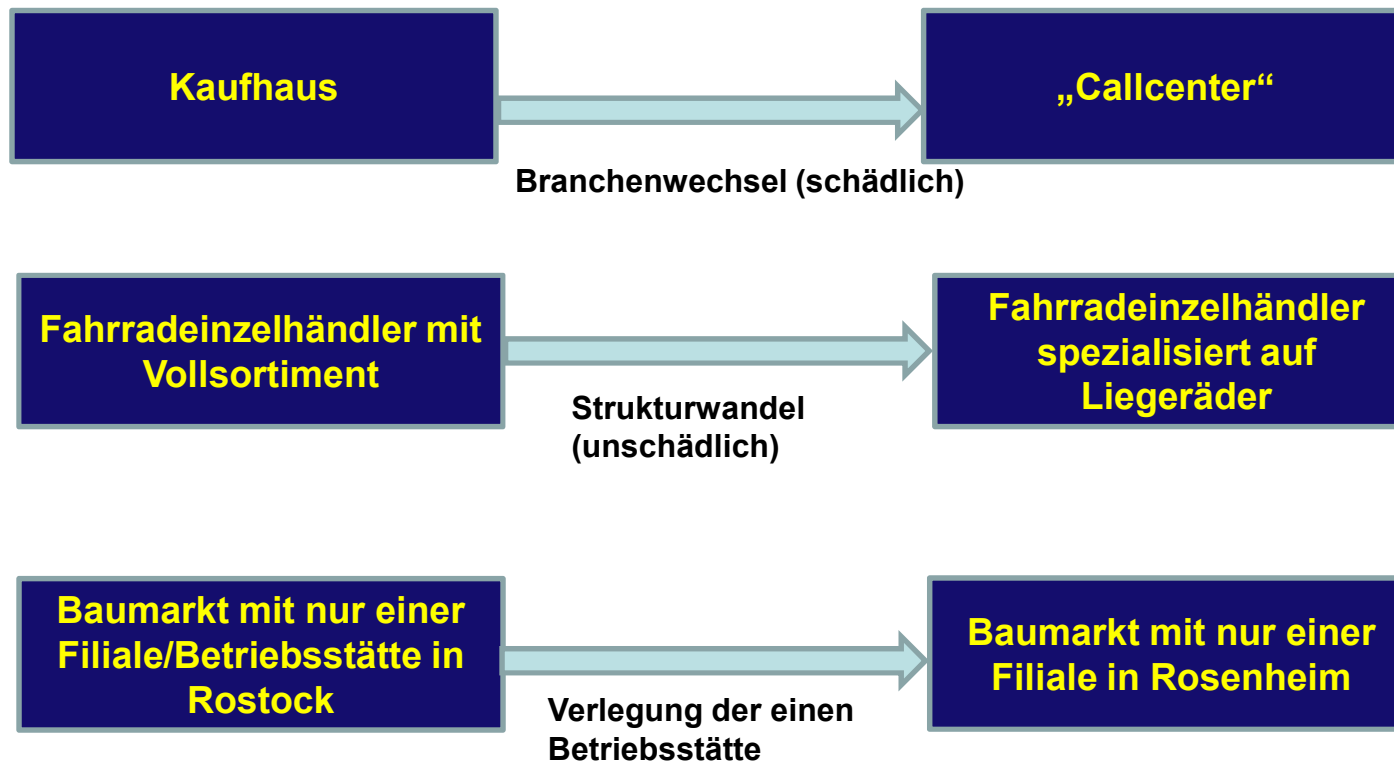 Kaufhaus
„Callcenter“
Branchenwechsel (schädlich)
Fahrradeinzelhändler mit
Vollsortiment
Fahrradeinzelhändler
spezialisiert auf
Liegeräder
Strukturwandel
(unschädlich)
Baumarkt mit nur einer
Filiale/Betriebsstätte in
Rostock
Baumarkt mit nur einer
Filiale in Rosenheim
Verlegung der einen
Betriebsstätte